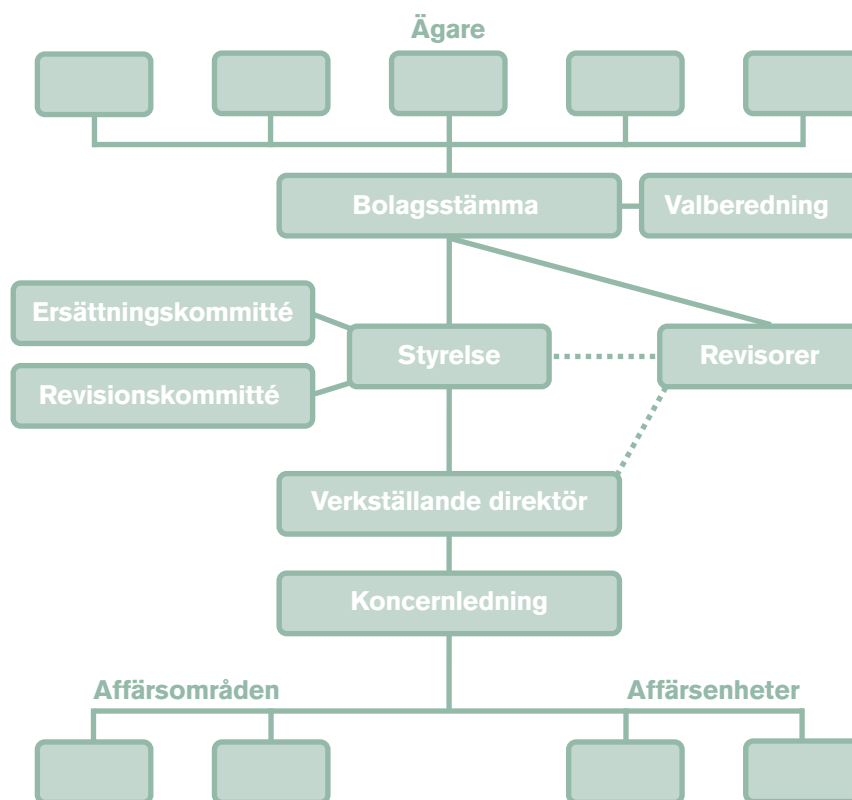 Ägare
Bolagsstämma
Valberedning
Ersättningskommitté
Styrelse
Revisorer
Revisionskommitté
Verkställande direktör
Koncernledning
Affärsområden
Affärsenheter